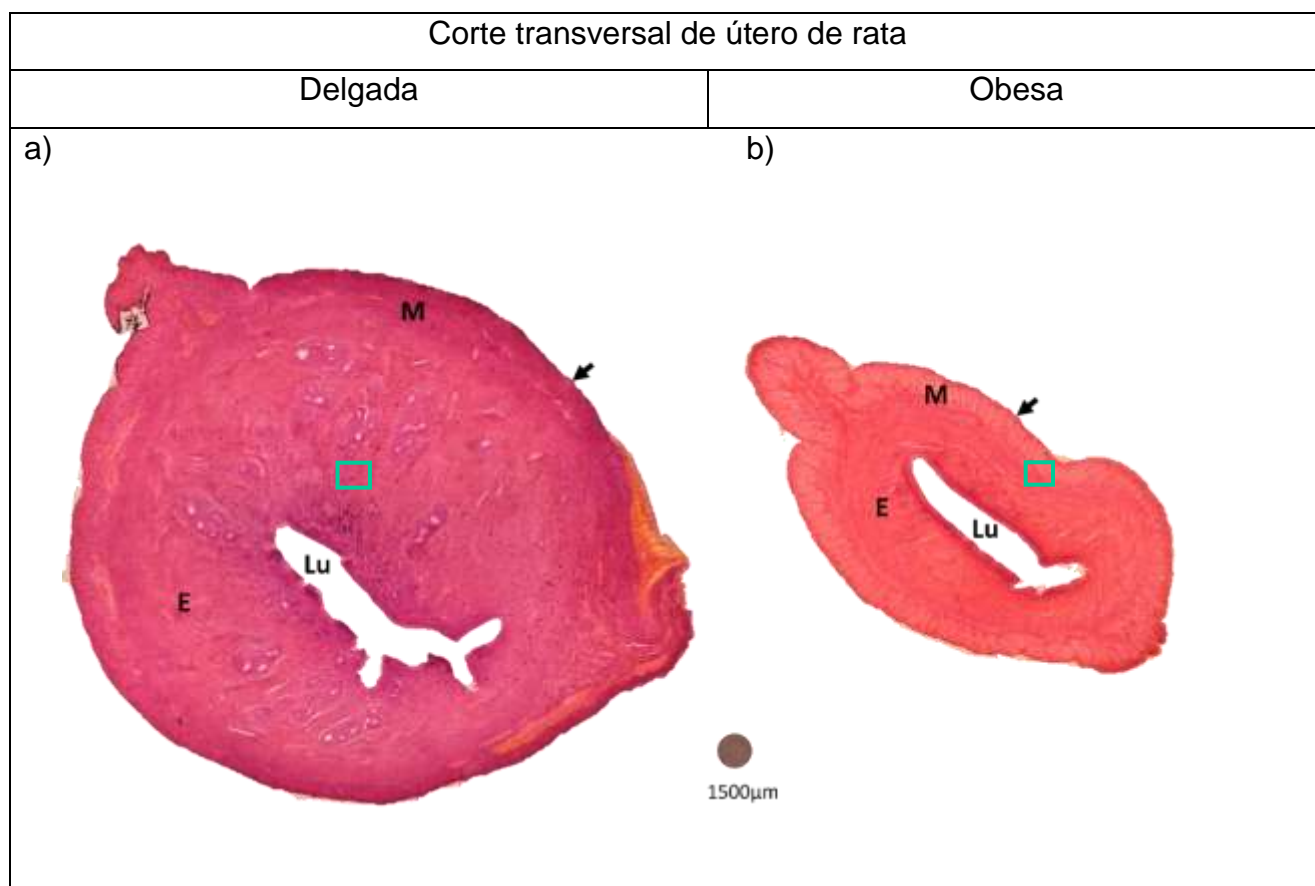 Corte transversal de útero de rata
Delgada
Obesa
a)
b)
M
M
E
E
Lu
Lu
1500µm